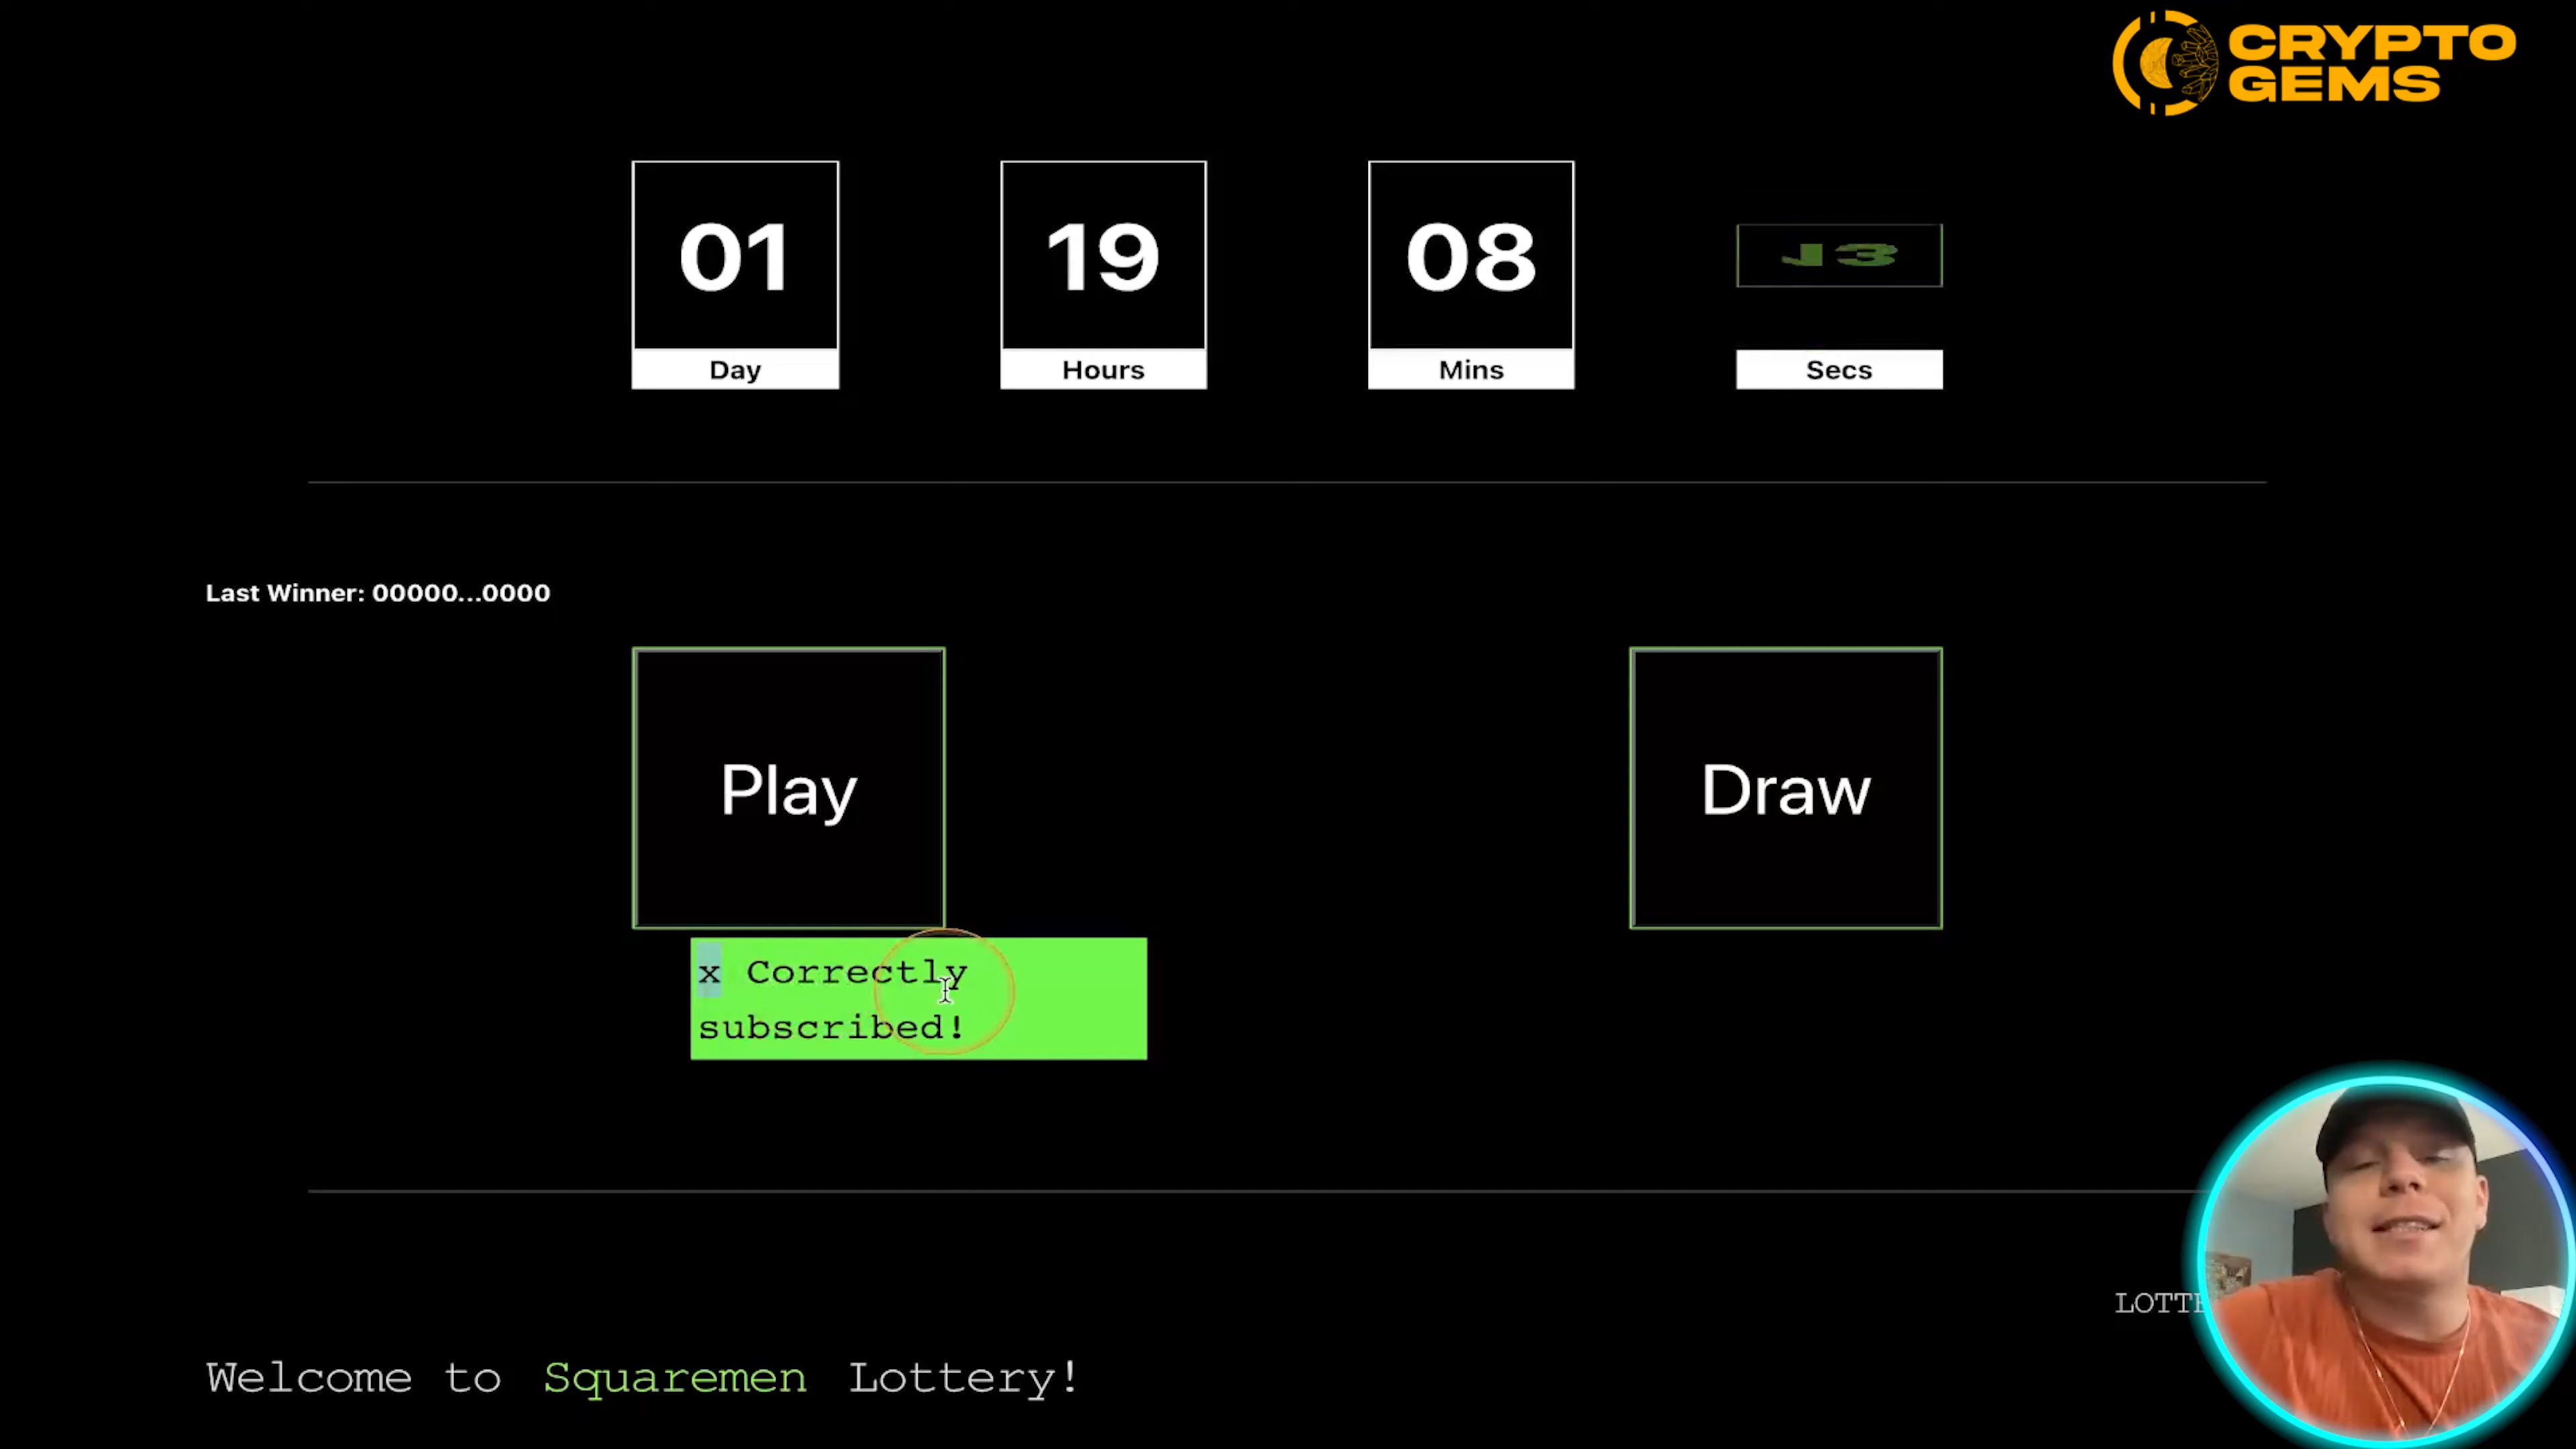 CRYPTO
GEMS
01 19 08
Day Hours Mins Secs
Last Winner: 00000...0000
Play Draw
x Correctly
subscribed!
Welcome to Squaremen Lottery!